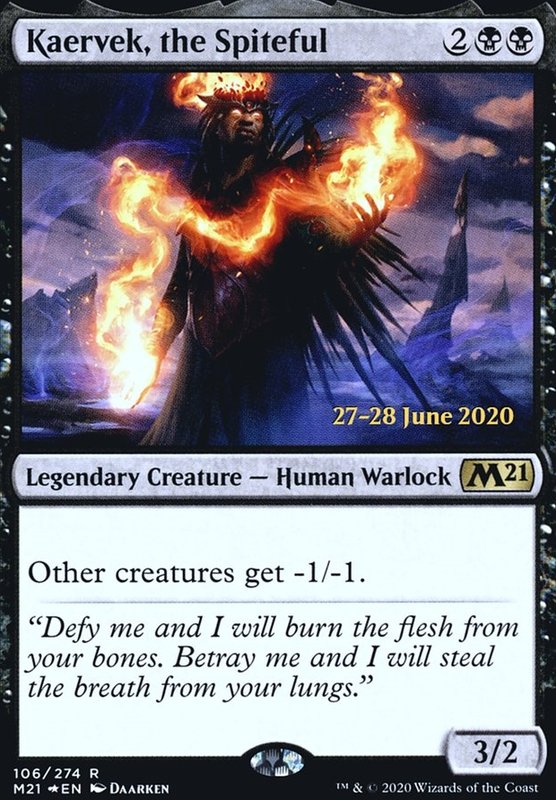 Kaervek, the Spiteful 2
27–28 June 2020
Legendary Creature — Human Warlock M21
Other creatures get -1/-1.
“Defy me and I will burn the flesh from
your bones. Betray me and I will steal
the breath from your lungs.”
3/2
106/274 R
M21 ★EN Daarken
™ & © 2020 Wizards of the Coast